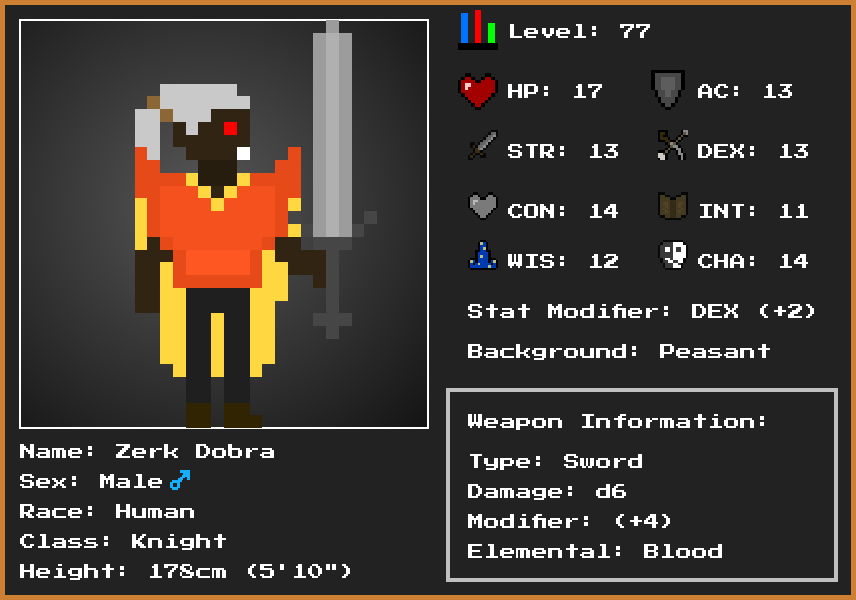 Level: 77
HP: 17
AC: 13
STR: 13
DEX: 13
CON: 14
INT: 11
WIS: 12
CHA: 14
Stat Modifier: DEX (+2)
Background: Peasant
Weapon Information:
Type: Sword
Damage: d6
Modifier: (+4)
Elemental: Blood
Name: Zerk Dobra
Sex: Male♂
Race: Human
Class: Knight
Height: 178cm (5'10")